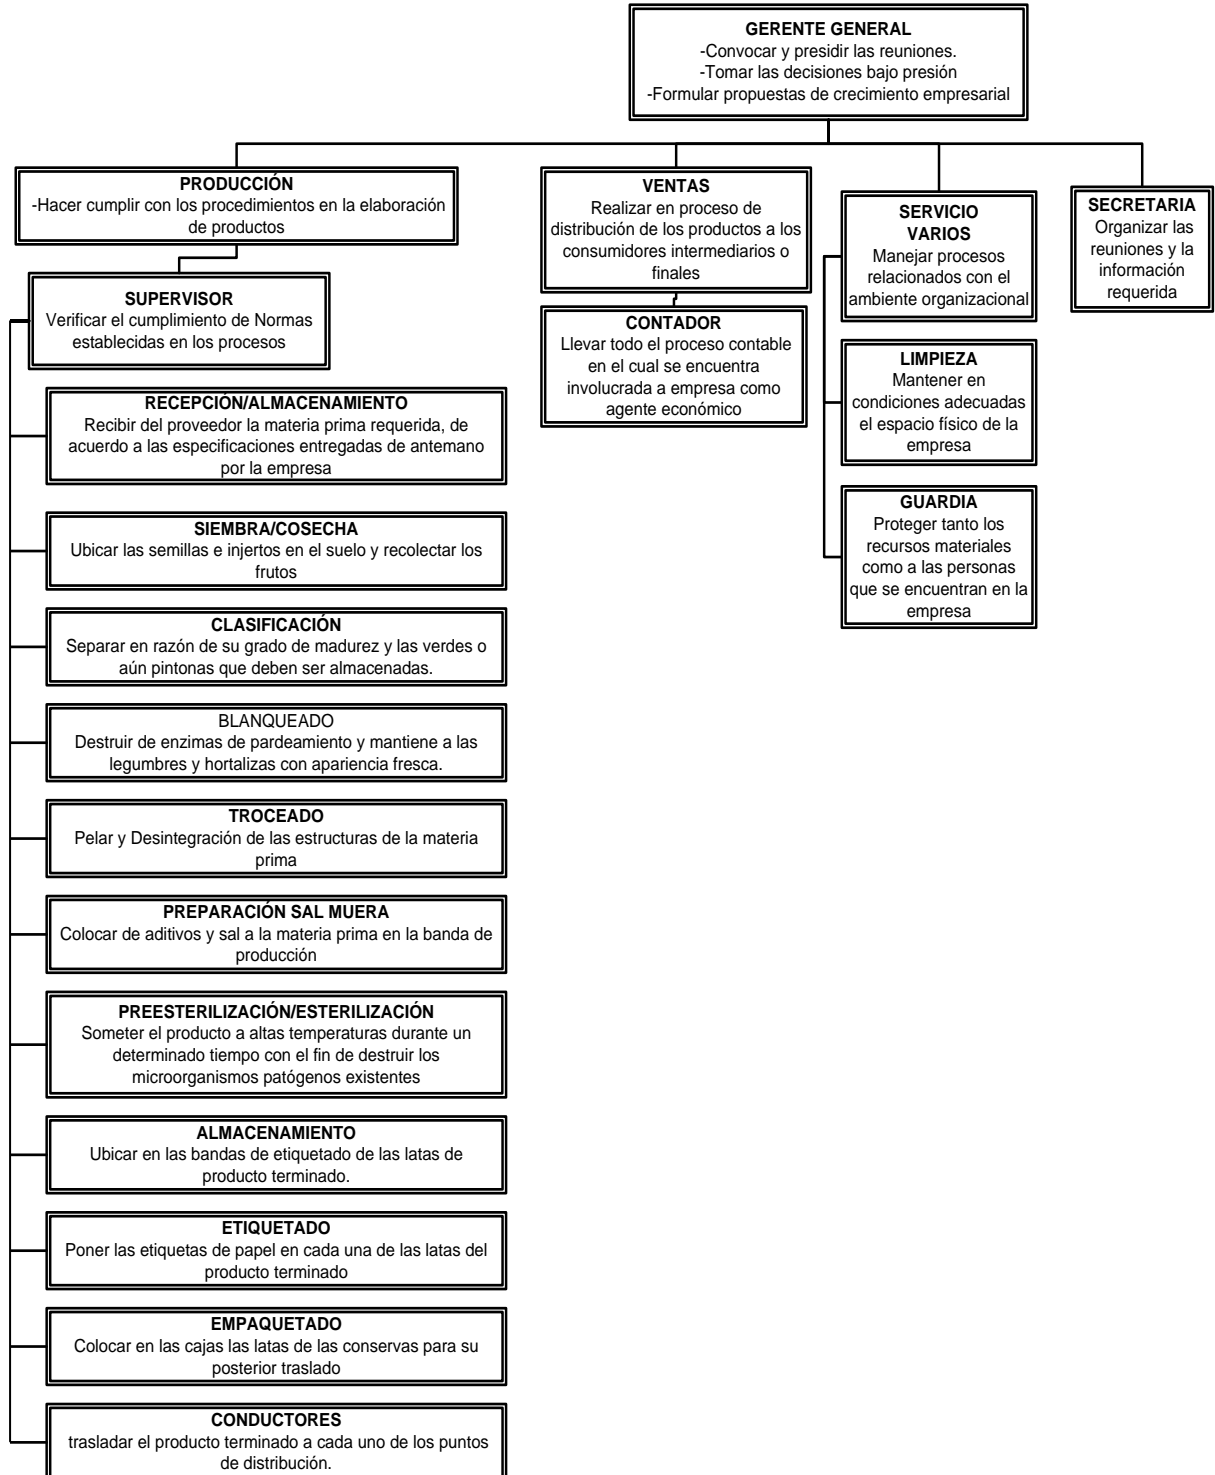 GERENTE GENERAL
-Convocar y presidir las reuniones.
-Tomar las decisiones bajo presión
-Formular propuestas de crecimiento empresarial
PRODUCCIÓN
-Hacer cumplir con los procedimientos en la elaboración
de productos
SUPERVISOR
Verificar el cumplimiento de Normas
establecidas en los procesos
RECEPCIÓN/ALMACENAMIENTO
Recibir del proveedor la materia prima requerida, de
acuerdo a las especificaciones entregadas de antemano
por la empresa
SIEMBRA/COSECHA
Ubicar las semillas e injertos en el suelo y recolectar los
frutos
CLASIFICACIÓN
Separar en razón de su grado de madurez y las verdes o
aún pintonas que deben ser almacenadas.
BLANQUEADO
Destruir de enzimas de pardeamiento y mantiene a las
legumbres y hortalizas con apariencia fresca.
TROCEADO
Pelar y Desintegración de las estructuras de la materia
prima
PREPARACIÓN SAL MUERA
Colocar de aditivos y sal a la materia prima en la banda de
producción
PREESTERILIZACIÓN/ESTERILIZACIÓN
Someter el producto a altas temperaturas durante un
determinado tiempo con el fin de destruir los
microorganismos patógenos existentes
ALMACENAMIENTO
Ubicar en las bandas de etiquetado de las latas de
producto terminado.
ETIQUETADO
Poner las etiquetas de papel en cada una de las latas del
producto terminado
EMPAQUETADO
Colocar en las cajas las latas de las conservas para su
posterior traslado
CONDUCTORES
trasladar el producto terminado a cada uno de los puntos
de distribución.
VENTAS
Realizar en proceso de
distribución de los productos a los
consumidores intermediarios o
finales
CONTADOR
Llevar todo el proceso contable
en el cual se encuentra
involucrada a empresa como
agente económico
SERVICIO
VARIOS
Manejar procesos
relacionados con el
ambiente organizacional
LIMPIEZA
Mantener en
condiciones adecuadas
el espacio físico de la
empresa
GUARDIA
Proteger tanto los
recursos materiales
como a las personas
que se encuentran en la
empresa
SECRETARIA
Organizar las
reuniones y la
información
requerida